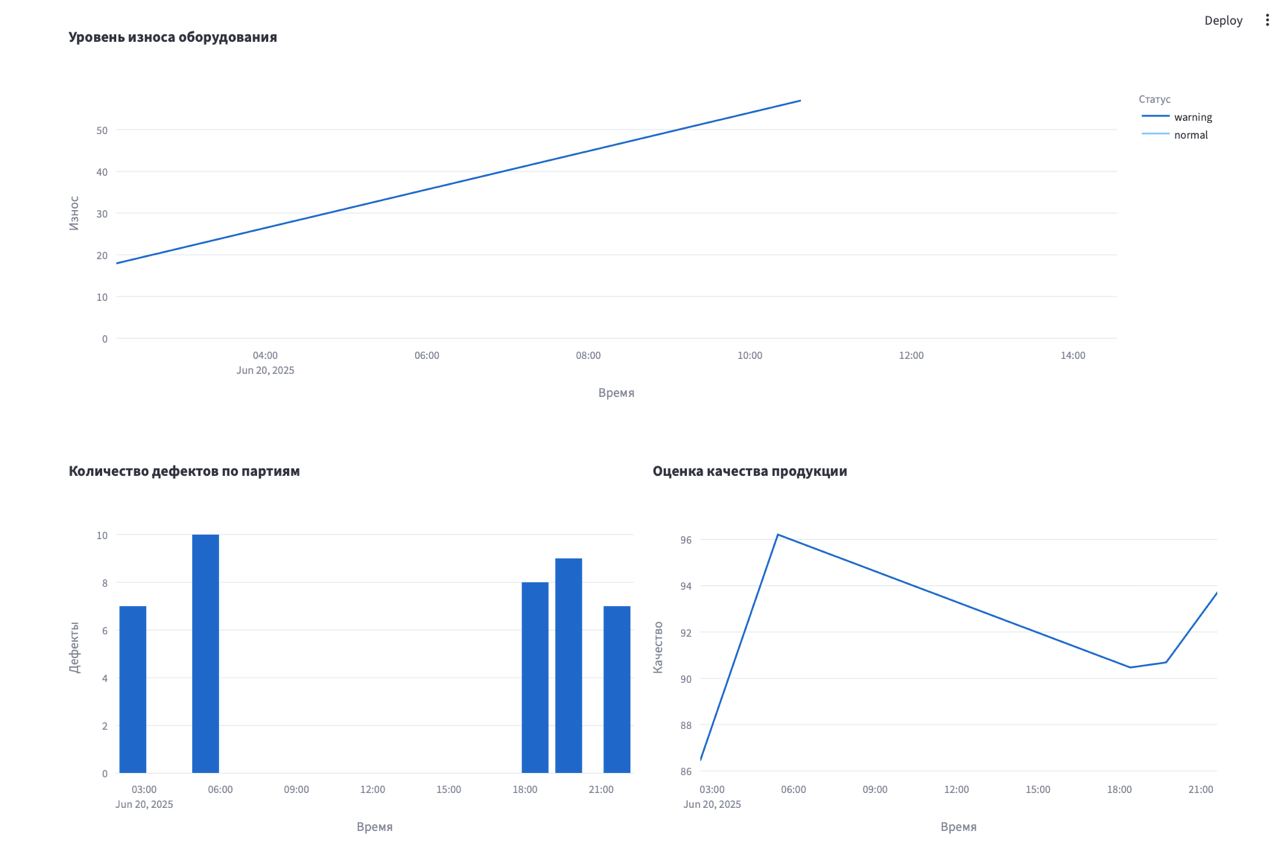 Deploy
Уровень износа оборудования
Статус
warning
normal
50
40
30
20
10
0
Износ
04:00
06:00
08:00
10:00
12:00
14:00
Jun 20, 2025
Время
Количество дефектов по партиям
10
8
6
4
2
0
Дефекты
03:00
06:00
09:00
12:00
15:00
18:00
21:00
Jun 20, 2025
Время
Оценка качества продукции
96
94
92
90
88
86
Качество
03:00
06:00
09:00
12:00
15:00
18:00
21:00
Jun 20, 2025
Время